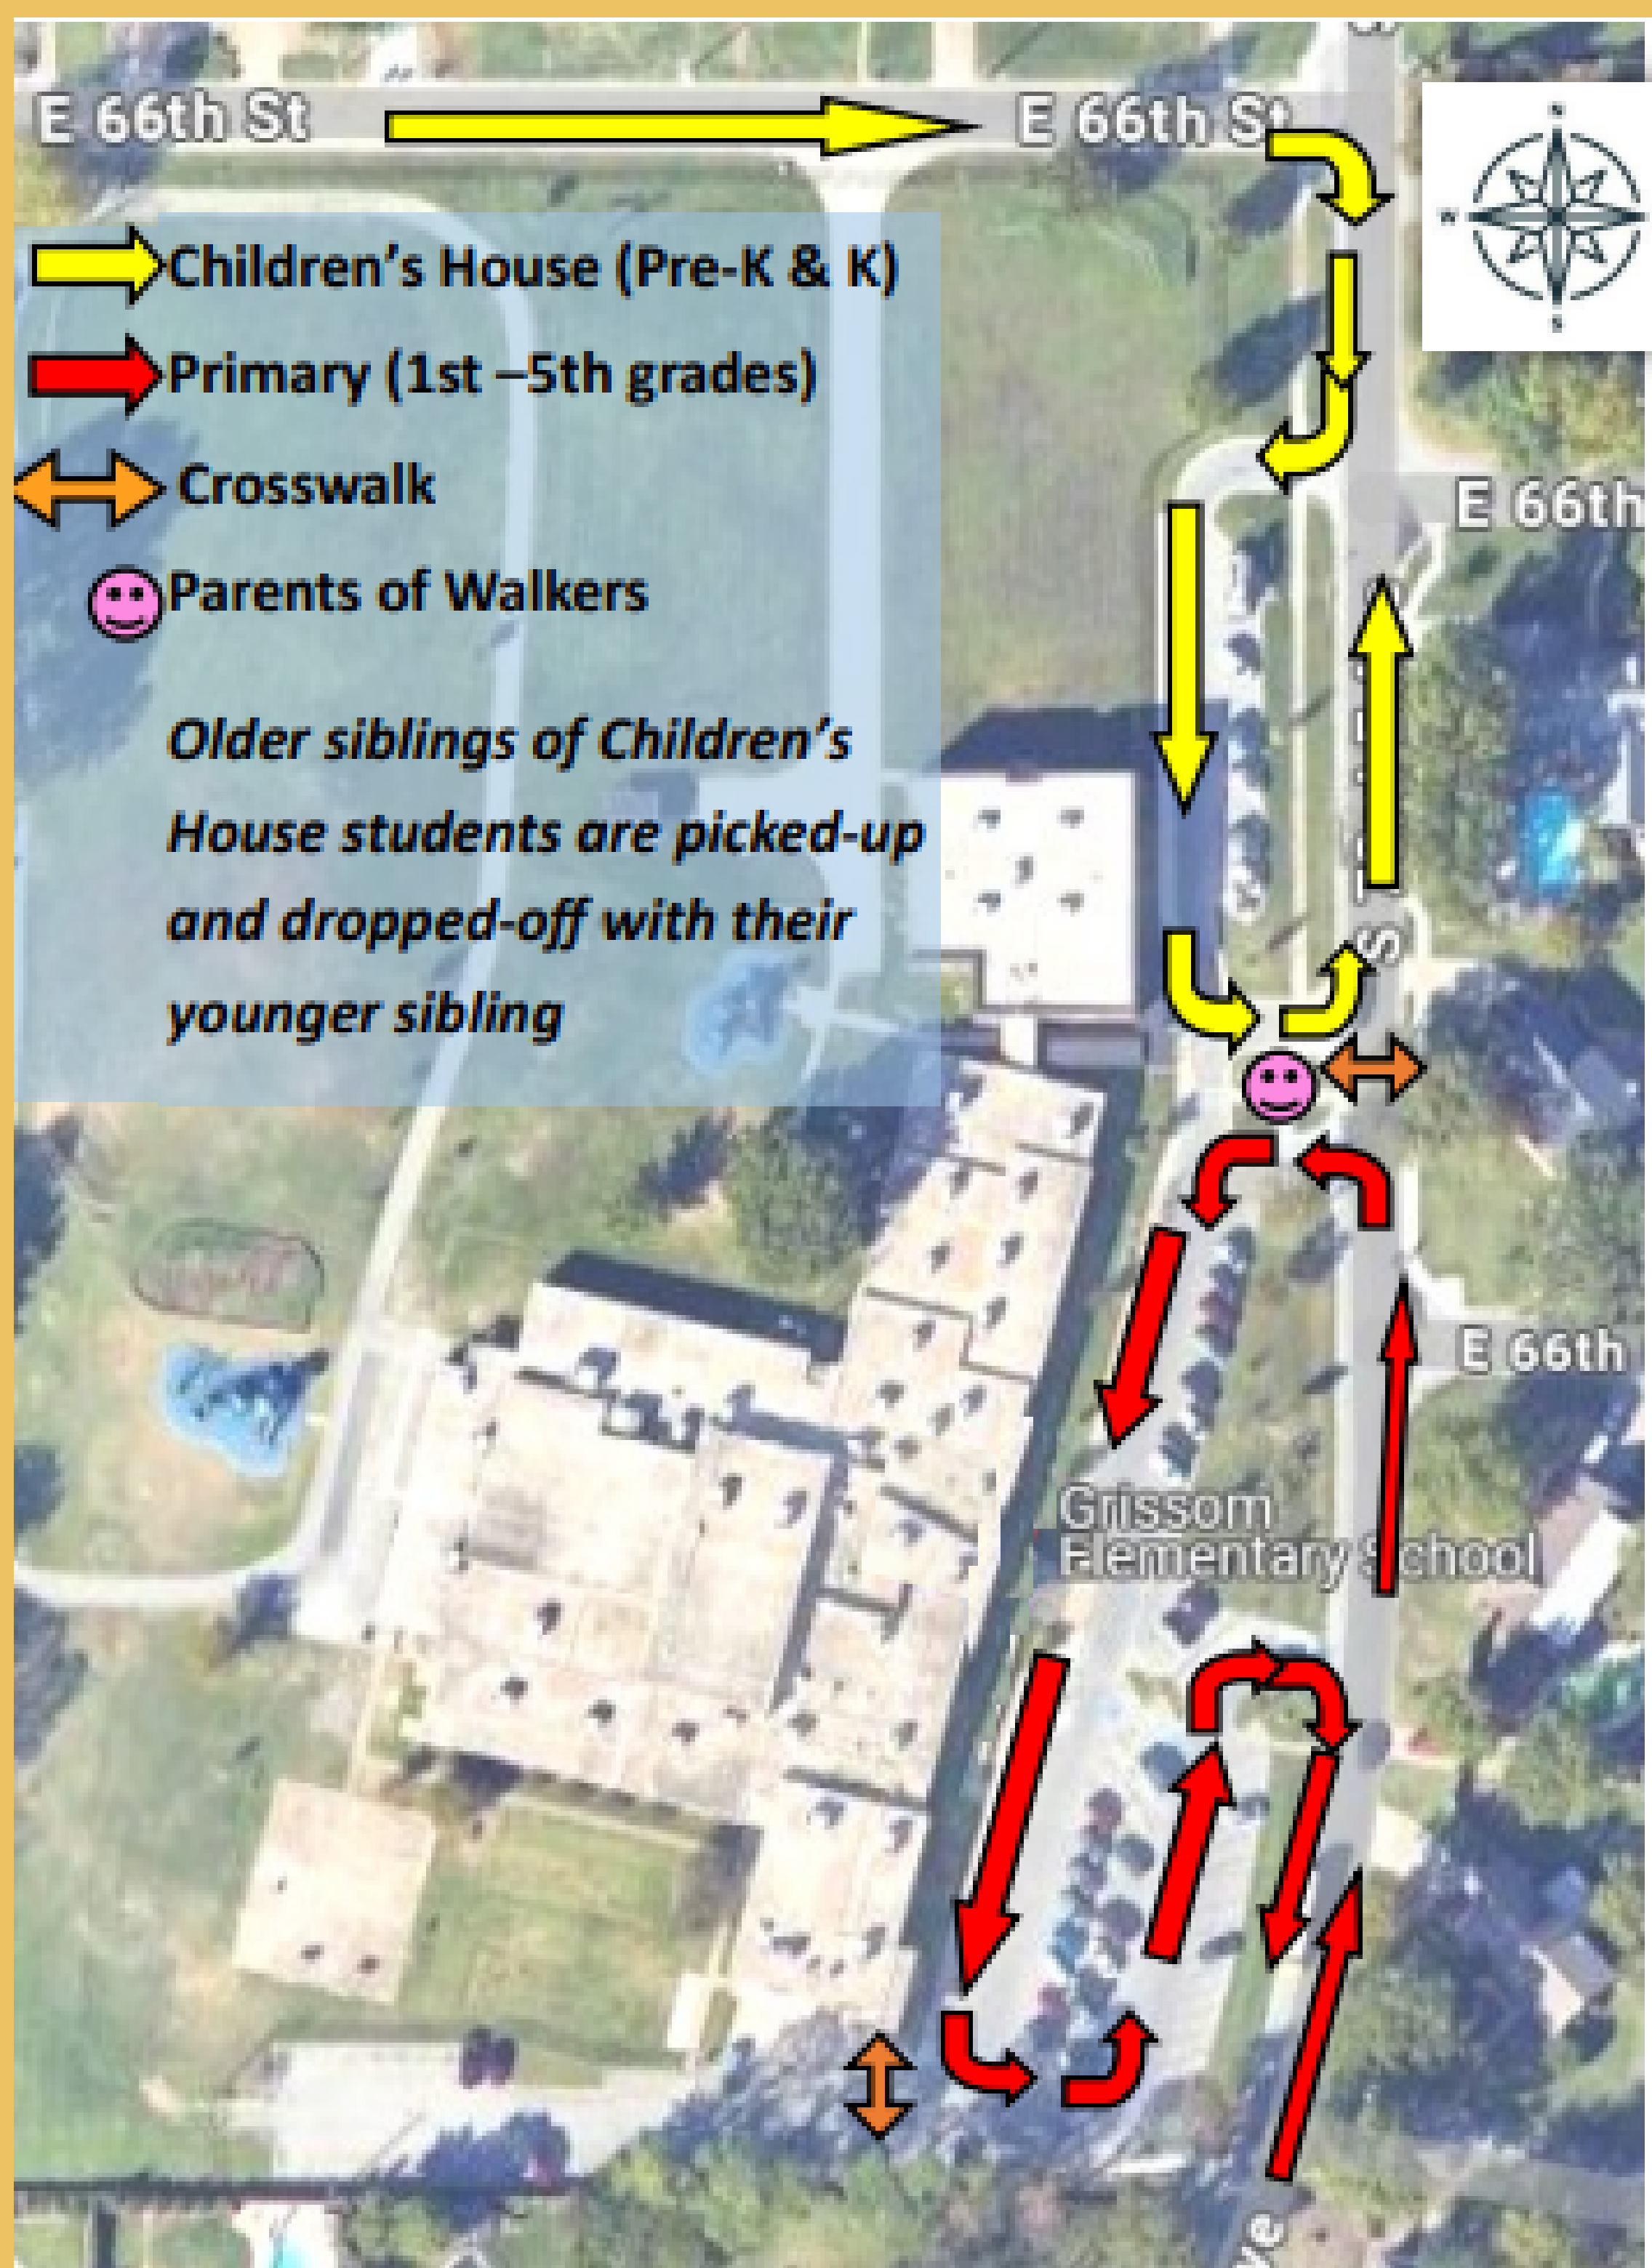 E 66th St
E 66th St
N
W
S
Children's House (Pre-K & K)
Primary (1st –5th grades)
Crosswalk
Parents of Walkers
E 66th
Older siblings of Children's
House students are picked-up
and dropped-off with their
younger sibling
S
E 66th
Grissom
Elementary School
ve